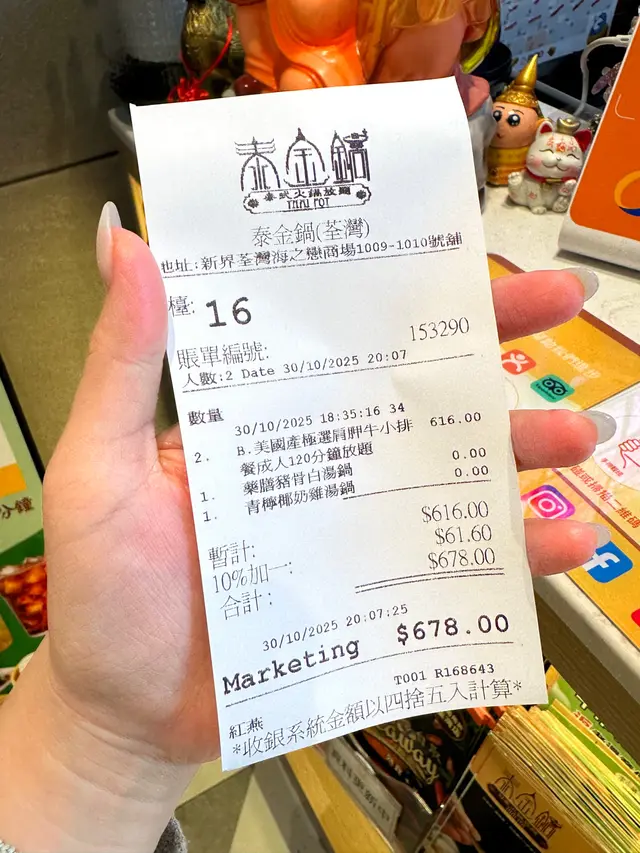 泰金鍋
泰式火鍋放題
THAI POT
泰金鍋(荃灣)
地址:新界荃灣海之戀商場1009-1010號舖
檯: 16
賬單編號: 153290
人數:2 Date 30/10/2025 20:07
數量 30/10/2025 18:35:16 34
2. B.美國產極選肩胛牛小排 616.00
餐成人120分鐘放題
1. 藥膳豬骨白湯鍋 0.00
1. 青檸椰奶雞湯鍋 0.00
暫計: $616.00
10%加一: $61.60
合計: $678.00
30/10/2025 20:07:25
Marketing $678.00
T001 R168643
紅燕
*收銀系統金額以四捨五入計算*
分鐘